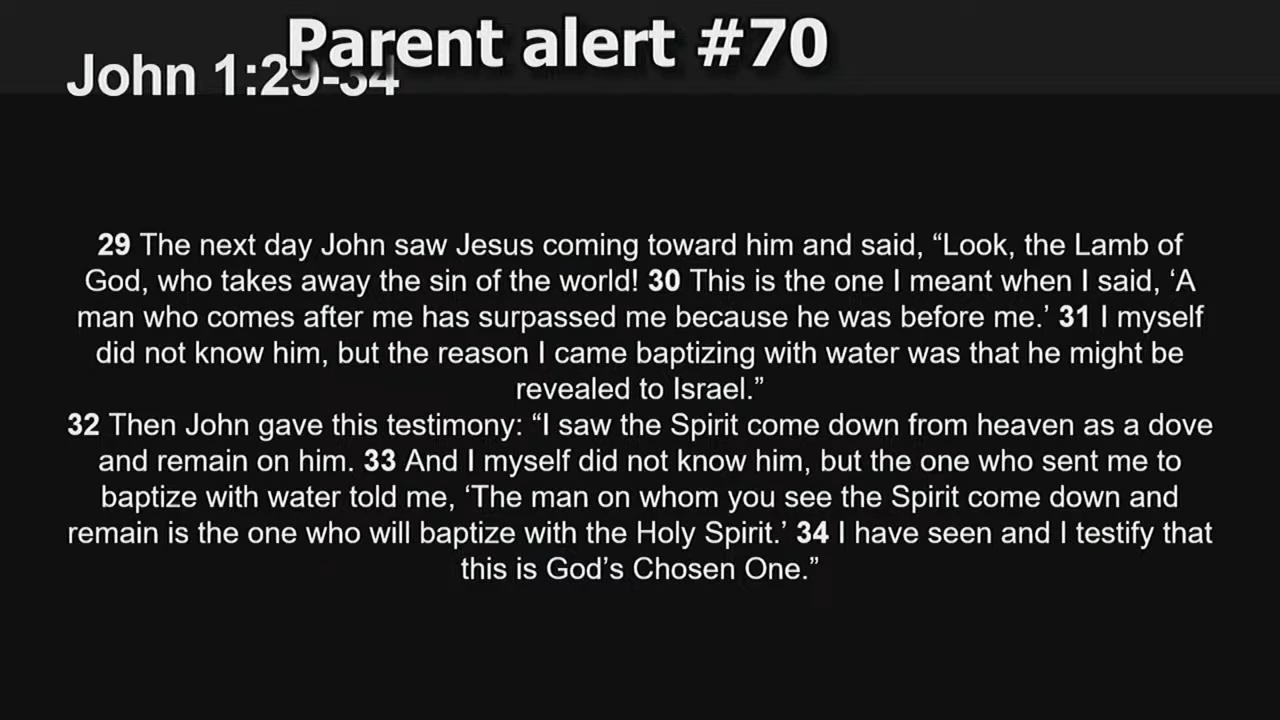 Parent alert #70
John 1:29-34
29 The next day John saw Jesus coming toward him and said, “Look, the Lamb of
God, who takes away the sin of the world! 30 This is the one I meant when I said, ‘A
man who comes after me has surpassed me because he was before me.’ 31 I myself
did not know him, but the reason I came baptizing with water was that he might be
revealed to Israel.”
32 Then John gave this testimony: “I saw the Spirit come down from heaven as a dove
and remain on him. 33 And I myself did not know him, but the one who sent me to
baptize with water told me, ‘The man on whom you see the Spirit come down and
remain is the one who will baptize with the Holy Spirit.’ 34 I have seen and I testify that
this is God’s Chosen One.”